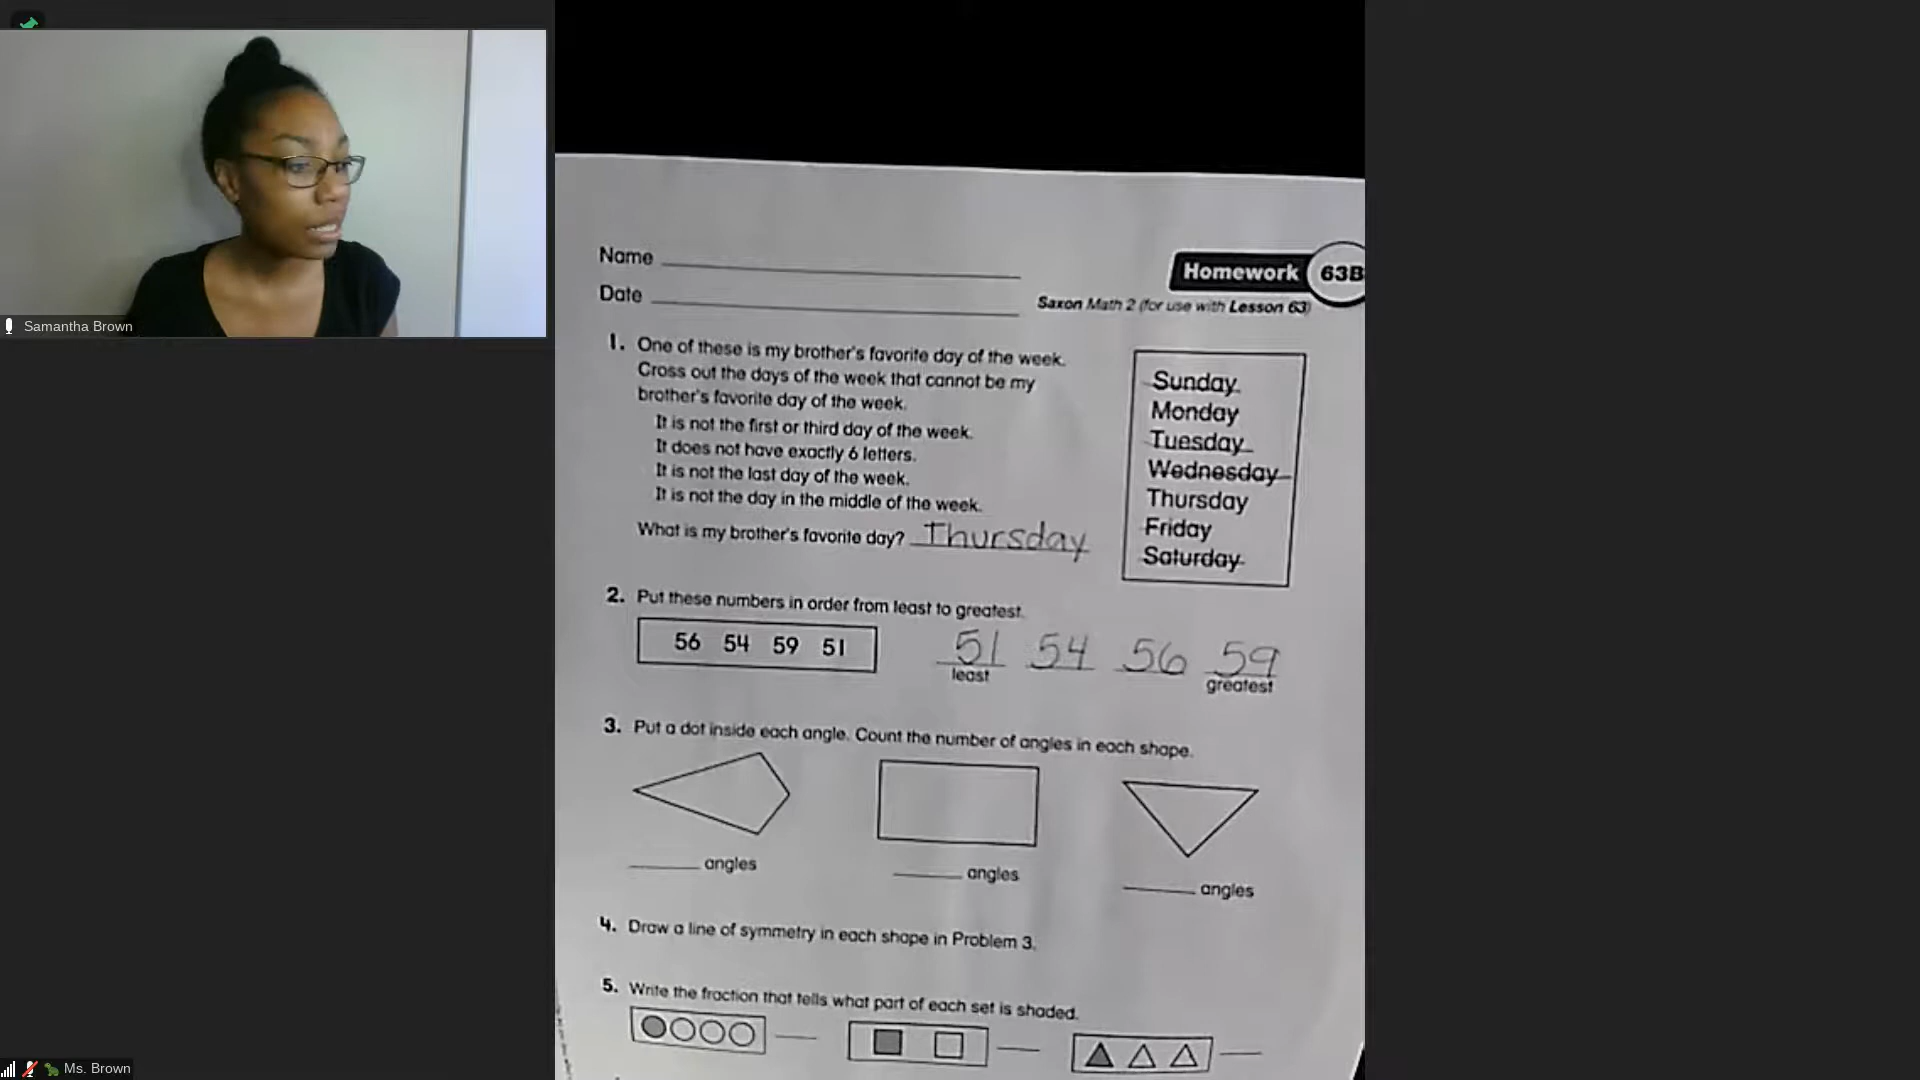 Samantha Brown
Name
Homework 63B
Date
Saxon Math 2 (for use with Lesson 63)
1. One of these is my brother's favorite day of the week.
Cross out the days of the week that cannot be my
brother's favorite day of the week.
It is not the first or third day of the week.
It does not have exactly 6 letters.
It is not the last day of the week.
It is not the day in the middle of the week.
What is my brother's favorite day? Thursday
Sunday
Monday
Tuesday
Wednesday
Thursday
Friday
Saturday
2. Put these numbers in order from least to greatest.
56 54 59 51
51 54 56 59
least
greatest
3. Put a dot inside each angle. Count the number of angles in each shape.
angles
angles
angles
4. Draw a line of symmetry in each shape in Problem 3.
5. Write the fraction that tells what part of each set is shaded.
Ms. Brown